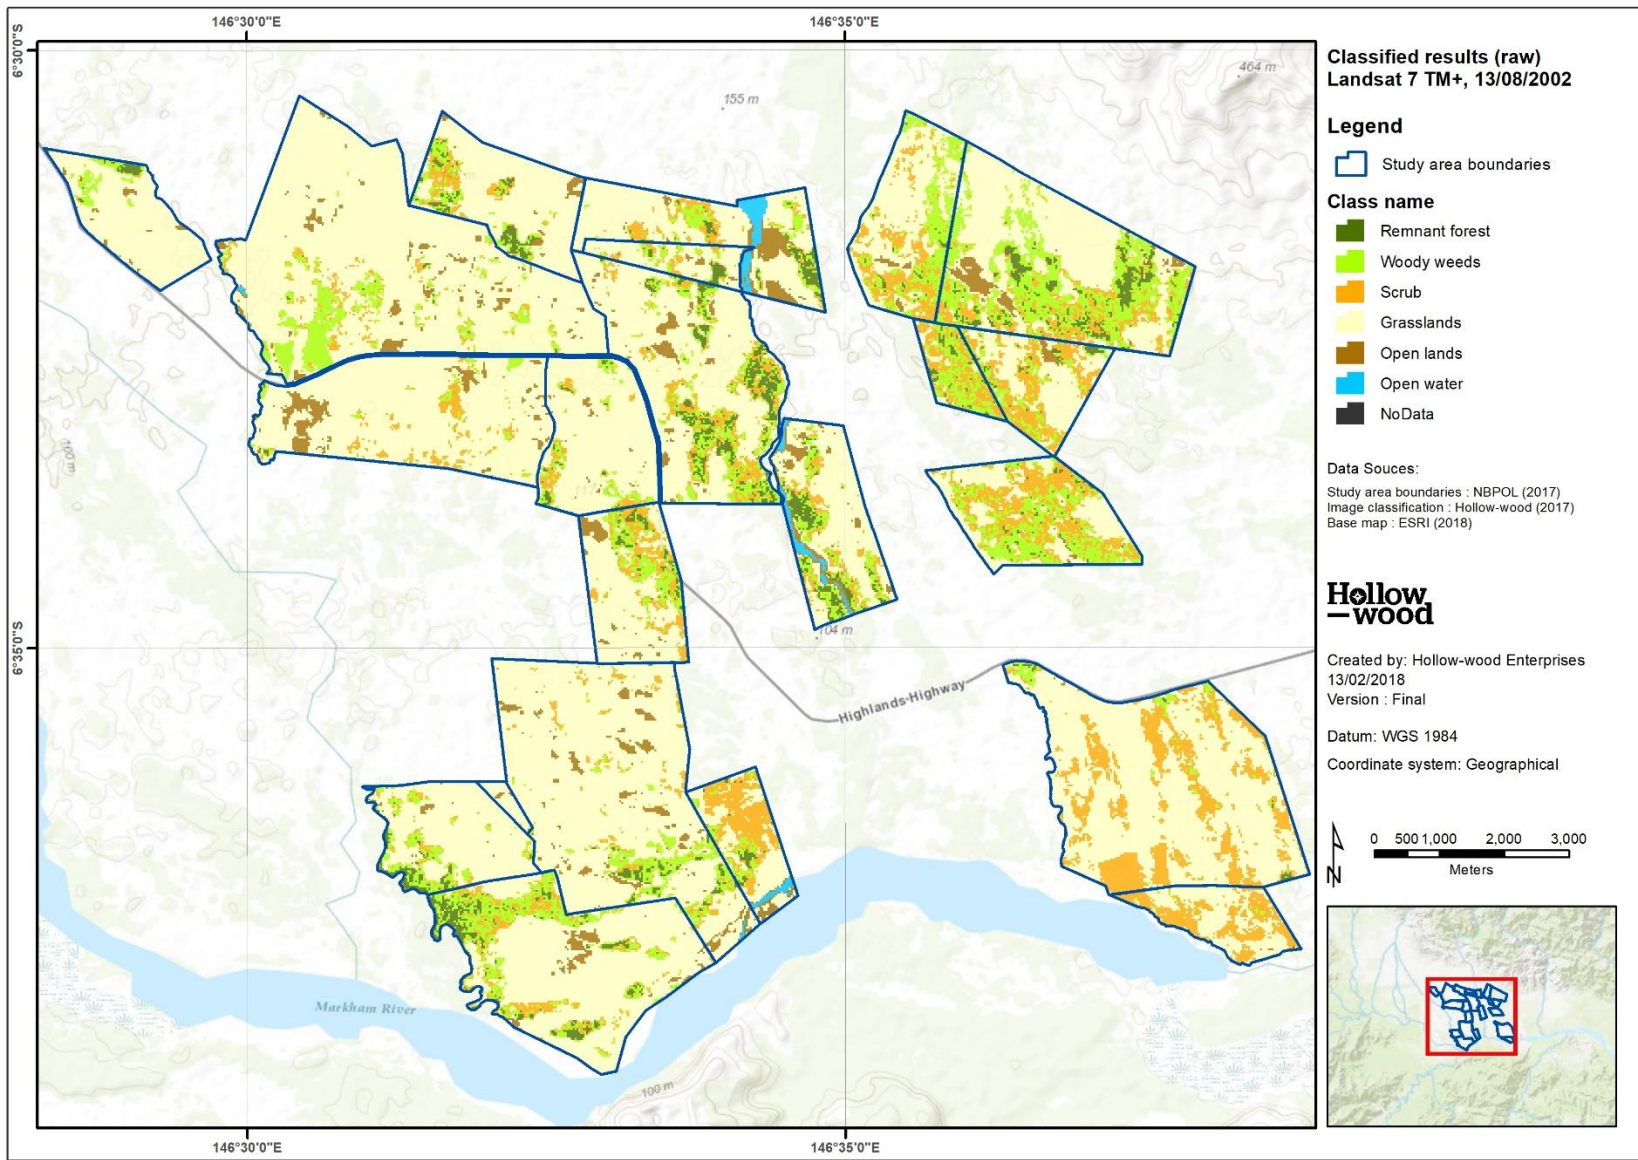 146°30'0"E
146°35'0"E
6°30'0"S
464 m
155 m
100 m
104 m
6°35'0"S
Highlands-Highway
Markham River
100 m
146°30'0"E
146°35'0"E
Classified results (raw)
Landsat 7 TM+, 13/08/2002
Legend
Study area boundaries
Class name
Remnant forest
Woody weeds
Scrub
Grasslands
Open lands
Open water
NoData
Data Souces:
Study area boundaries : NBPOL (2017)
Image classification : Hollow-wood (2017)
Base map : ESRI (2018)
Hollow
–wood
Created by: Hollow-wood Enterprises
13/02/2018
Version : Final
Datum: WGS 1984
Coordinate system: Geographical
N
0 500 1,000 2,000 3,000
Meters